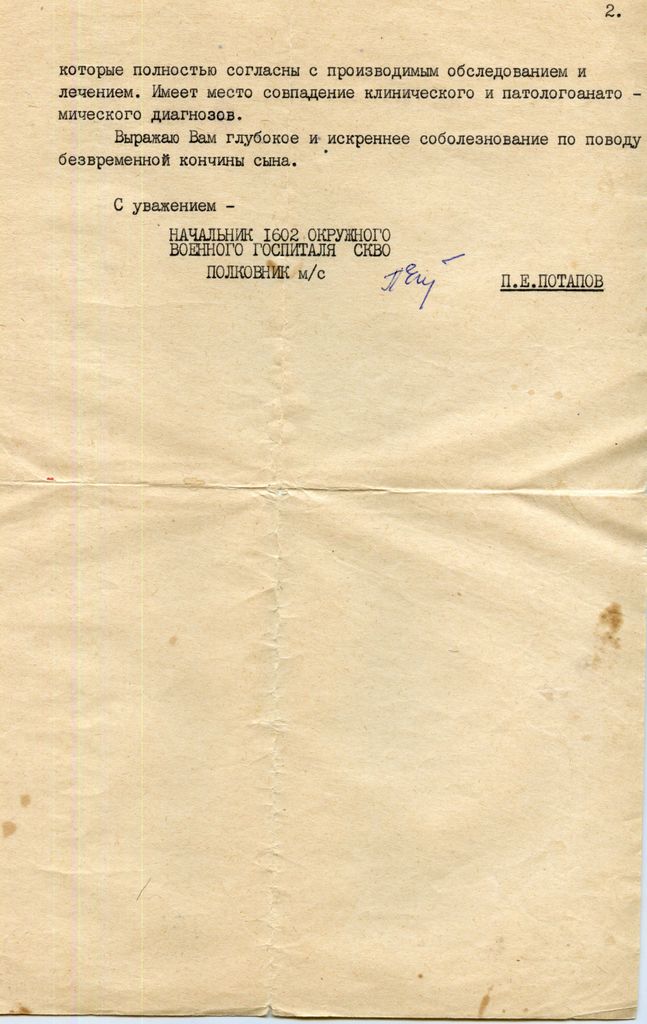 2.
которые полностью согласны с производимым обследованием и
лечением. Имеет место совпадение клинического и патологоанато -
мического диагнозов.
Выражаю Вам глубокое и искреннее соболезнование по поводу
безвременной кончины сына.
С уважением -
НАЧАЛЬНИК 1602 ОКРУЖНОГО
ВОЕННОГО ГОСПИТАЛЯ СКВО
ПОЛКОВНИК м/с
П.Е.ПОТАПОВ